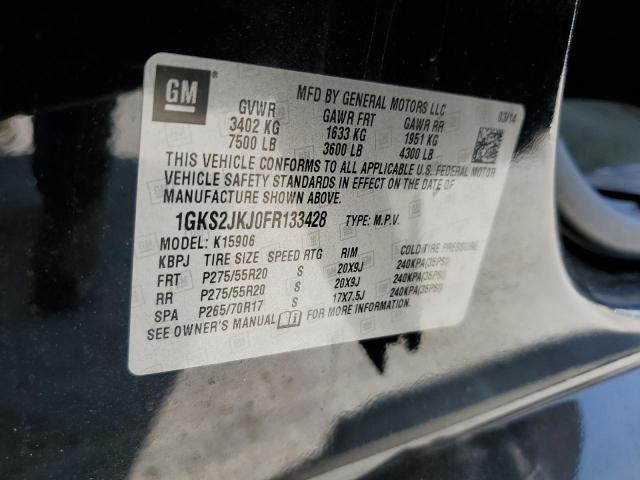 GM
MFD BY GENERAL MOTORS LLC
03/14
GVWR GAWR FRT GAWR RR
3402 KG 1633 KG 1951 KG
7500 LB 3600 LB 4300 LB
THIS VEHICLE CONFORMS TO ALL APPLICABLE U.S. FEDERAL MOTOR
VEHICLE SAFETY STANDARDS IN EFFECT ON THE DATE OF
MANUFACTURE SHOWN ABOVE.
1GKS2JKJ0FR133428 TYPE: M.P.V.
MODEL: K15906
KBPJ TIRE SIZE SPEED RTG RIM COLD TIRE PRESSURE
FRT P275/55R20 S 20X9J 240KPA(35PSI)
RR P275/55R20 S 20X9J 240KPA(35PSI)
SPA P265/70R17 S 17X7.5J 240KPA(35PSI)
SEE OWNER'S MANUAL FOR MORE INFORMATION.